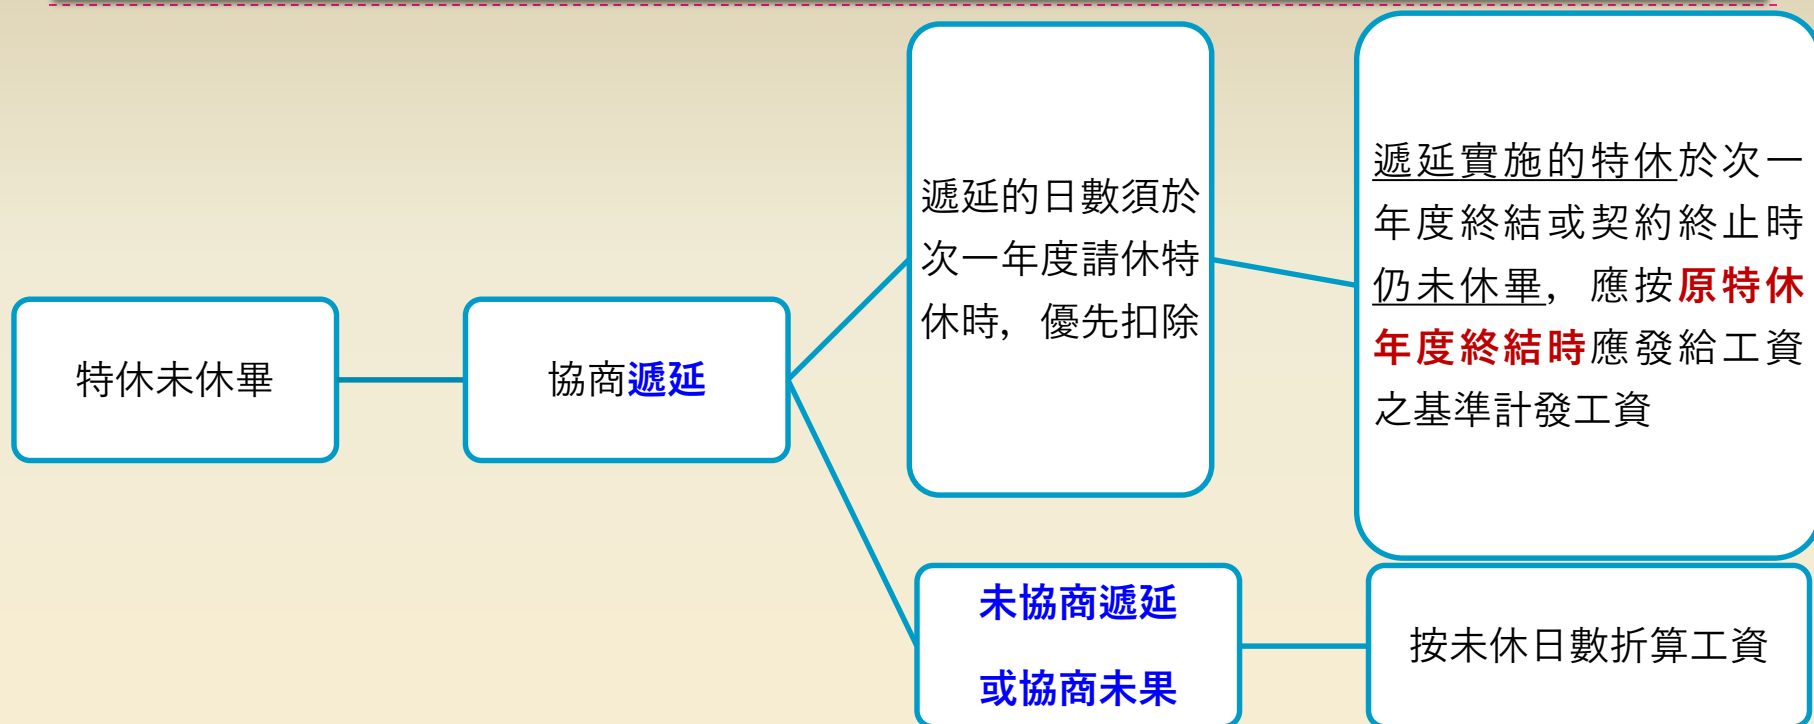 特休未休畢
協商遞延
遞延的日數須於
次一年度請休特
休時，優先扣除
遞延實施的特休於次一
年度終結或契約終止時
仍未休畢，應按原特休
年度終結時應發給工資
之基準計發工資
未協商遞延
或協商未果
按未休日數折算工資